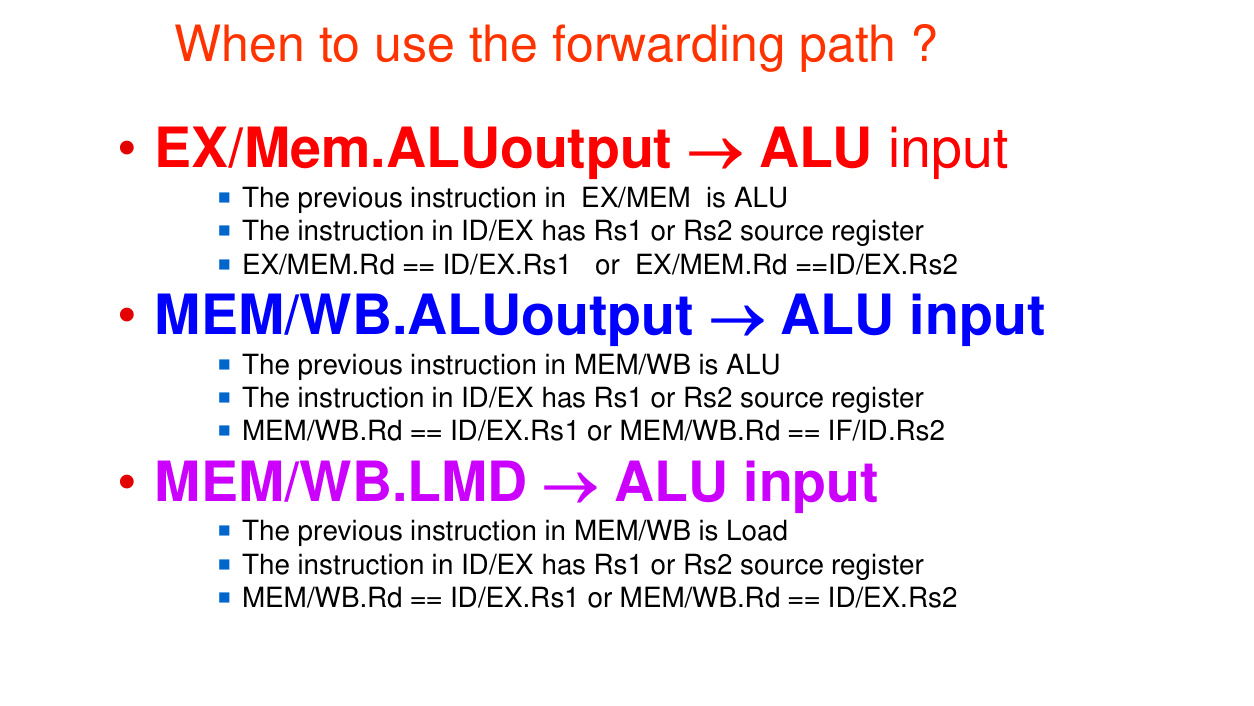 When to use the forwarding path ?
• EX/Mem.ALUoutput → ALU input
▪ The previous instruction in EX/MEM is ALU
▪ The instruction in ID/EX has Rs1 or Rs2 source register
▪ EX/MEM.Rd == ID/EX.Rs1 or EX/MEM.Rd ==ID/EX.Rs2
• MEM/WB.ALUoutput → ALU input
▪ The previous instruction in MEM/WB is ALU
▪ The instruction in ID/EX has Rs1 or Rs2 source register
▪ MEM/WB.Rd == ID/EX.Rs1 or MEM/WB.Rd == IF/ID.Rs2
• MEM/WB.LMD → ALU input
▪ The previous instruction in MEM/WB is Load
▪ The instruction in ID/EX has Rs1 or Rs2 source register
▪ MEM/WB.Rd == ID/EX.Rs1 or MEM/WB.Rd == ID/EX.Rs2